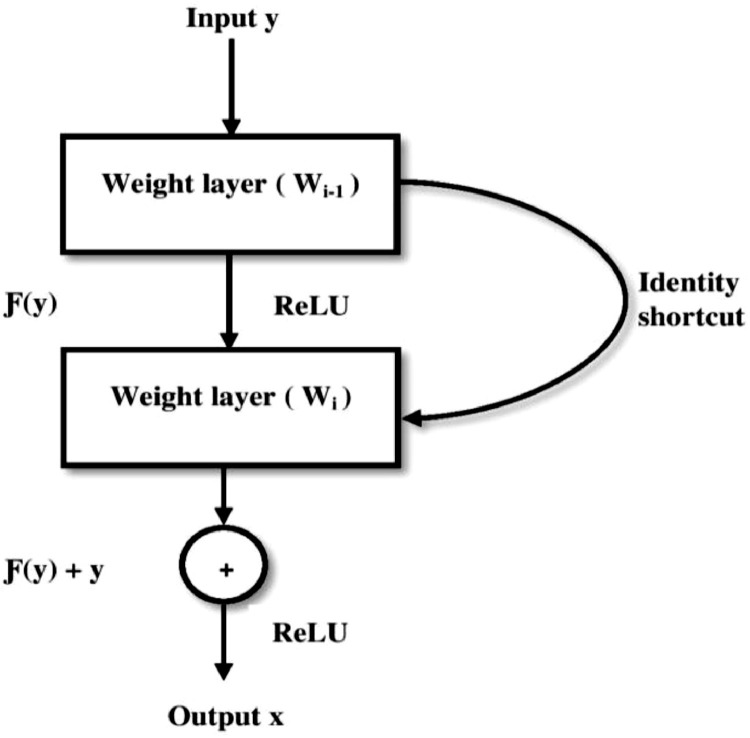 Input y
Weight layer ( Wᵢ₋₁ )
Ƒ(y)
ReLU
Identity
shortcut
Weight layer ( Wᵢ )
+
Ƒ(y) + y
ReLU
Output x